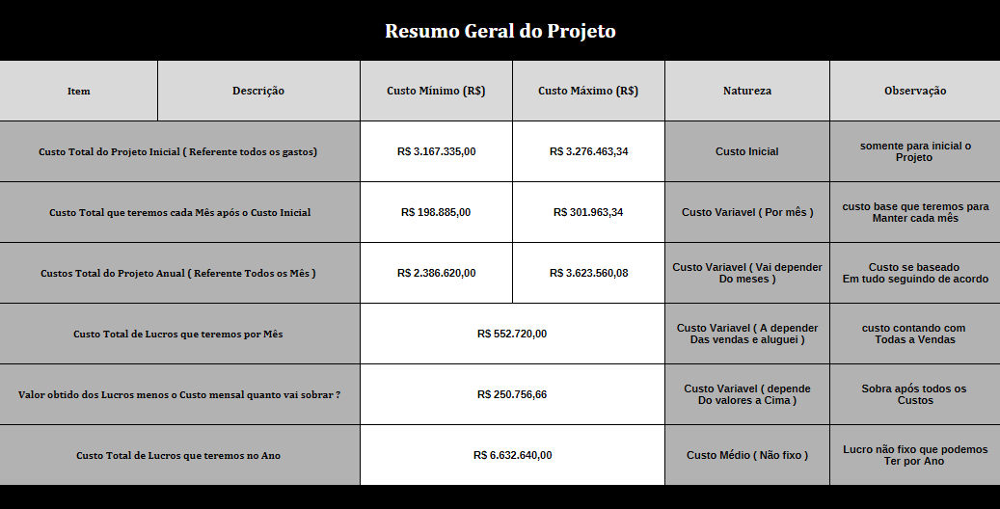 Resumo Geral do Projeto
Item Descrição Custo Mínimo (R$) Custo Máximo (R$) Natureza Observação
Custo Total do Projeto Inicial ( Referente todos os gastos) R$ 3.167.335,00 R$ 3.276.463,34 Custo Inicial somente para inicial o
Projeto
Custo Total que teremos cada Mês após o Custo Inicial R$ 198.885,00 R$ 301.963,34 Custo Variavel ( Por mês ) custo base que teremos para
Manter cada mês
Custos Total do Projeto Anual ( Referente Todos os Mês ) R$ 2.386.620,00 R$ 3.623.560,08 Custo Variavel ( Vai depender
Do meses )
Custo se baseado
Em tudo seguindo de acordo
Custo Total de Lucros que teremos por Mês R$ 552.720,00 Custo Variavel ( A depender
Das vendas e aluguei )
custo contando com
Todas a Vendas
Valor obtido dos Lucros menos o Custo mensal quanto vai sobrar ? R$ 250.756,66 Custo Variavel ( depende
Do valores a Cima )
Sobra após todos os
Custos
Custo Total de Lucros que teremos no Ano R$ 6.632.640,00 Custo Médio ( Não fixo ) Lucro não fixo que podemos
Ter por Ano